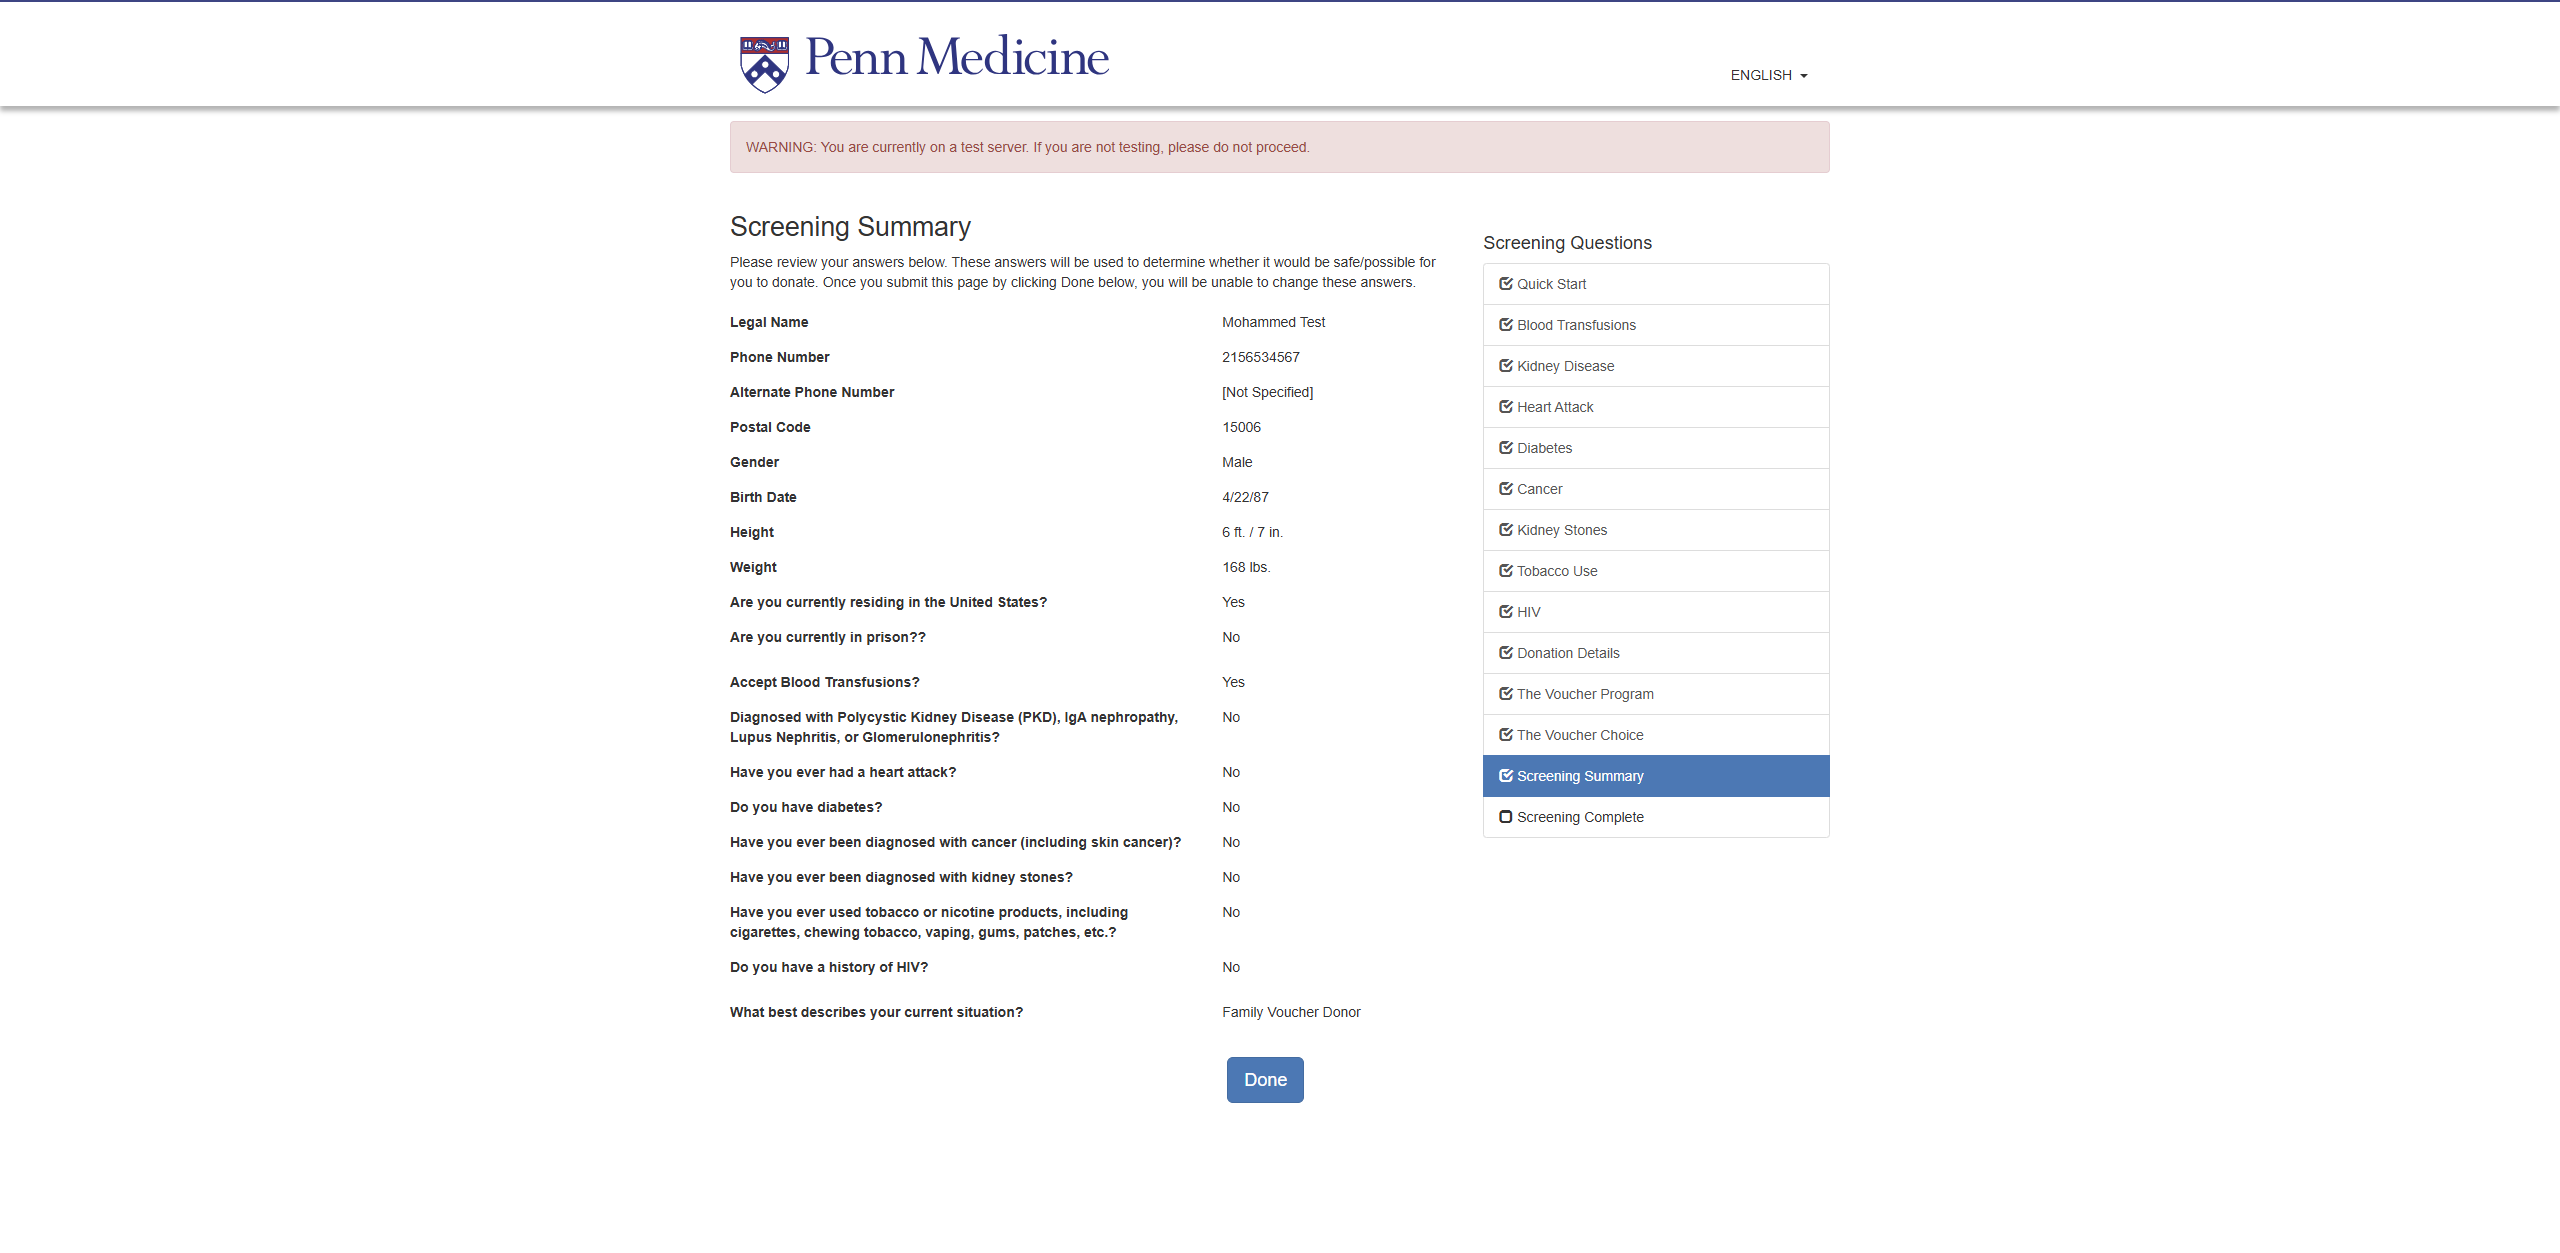 Penn Medicine
ENGLISH
WARNING: You are currently on a test server. If you are not testing, please do not proceed.
Screening Summary
Please review your answers below. These answers will be used to determine whether it would be safe/possible for
you to donate. Once you submit this page by clicking Done below, you will be unable to change these answers.
Legal Name Mohammed Test
Phone Number 2156534567
Alternate Phone Number [Not Specified]
Postal Code 15006
Gender Male
Birth Date 4/22/87
Height 6 ft. / 7 in.
Weight 168 lbs.
Are you currently residing in the United States? Yes
Are you currently in prison?? No
Accept Blood Transfusions? Yes
Diagnosed with Polycystic Kidney Disease (PKD), IgA nephropathy, No
Lupus Nephritis, or Glomerulonephritis?
Have you ever had a heart attack? No
Do you have diabetes? No
Have you ever been diagnosed with cancer (including skin cancer)? No
Have you ever been diagnosed with kidney stones? No
Have you ever used tobacco or nicotine products, including No
cigarettes, chewing tobacco, vaping, gums, patches, etc.?
Do you have a history of HIV? No
What best describes your current situation? Family Voucher Donor
Done
Screening Questions
Quick Start
Blood Transfusions
Kidney Disease
Heart Attack
Diabetes
Cancer
Kidney Stones
Tobacco Use
HIV
Donation Details
The Voucher Program
The Voucher Choice
Screening Summary
Screening Complete